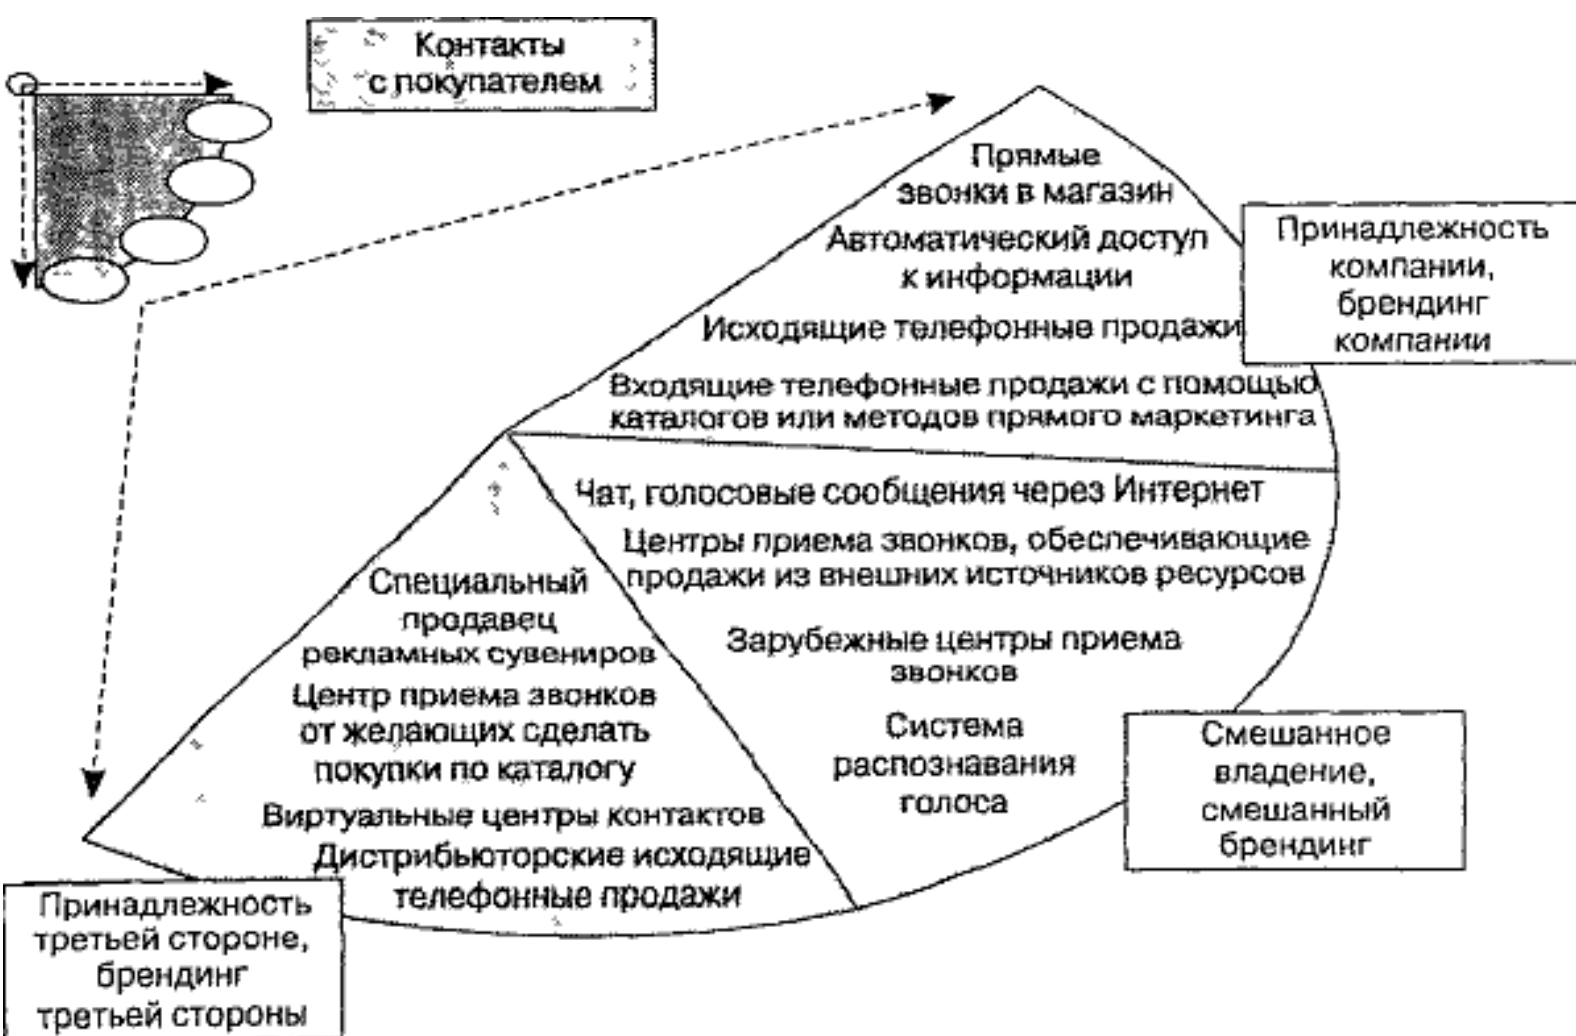 Контакты
с покупателем
Прямые
звонки в магазин
Автоматический доступ
к информации
Исходящие телефонные продажи
Входящие телефонные продажи с помощью
каталогов или методов прямого маркетинга
Принадлежность
компании,
брендинг
компании
Чат, голосовые сообщения через Интернет
Центры приема звонков, обеспечивающие
продажи из внешних источников ресурсов
Зарубежные центры приема
звонков
Система
распознавания
голоса
Смешанное
владение,
смешанный
брендинг
Специальный
продавец
рекламных сувениров
Центр приема звонков
от желающих сделать
покупки по каталогу
Виртуальные центры контактов
Дистрибьюторские исходящие
телефонные продажи
Принадлежность
третьей стороне,
брендинг
третьей стороны